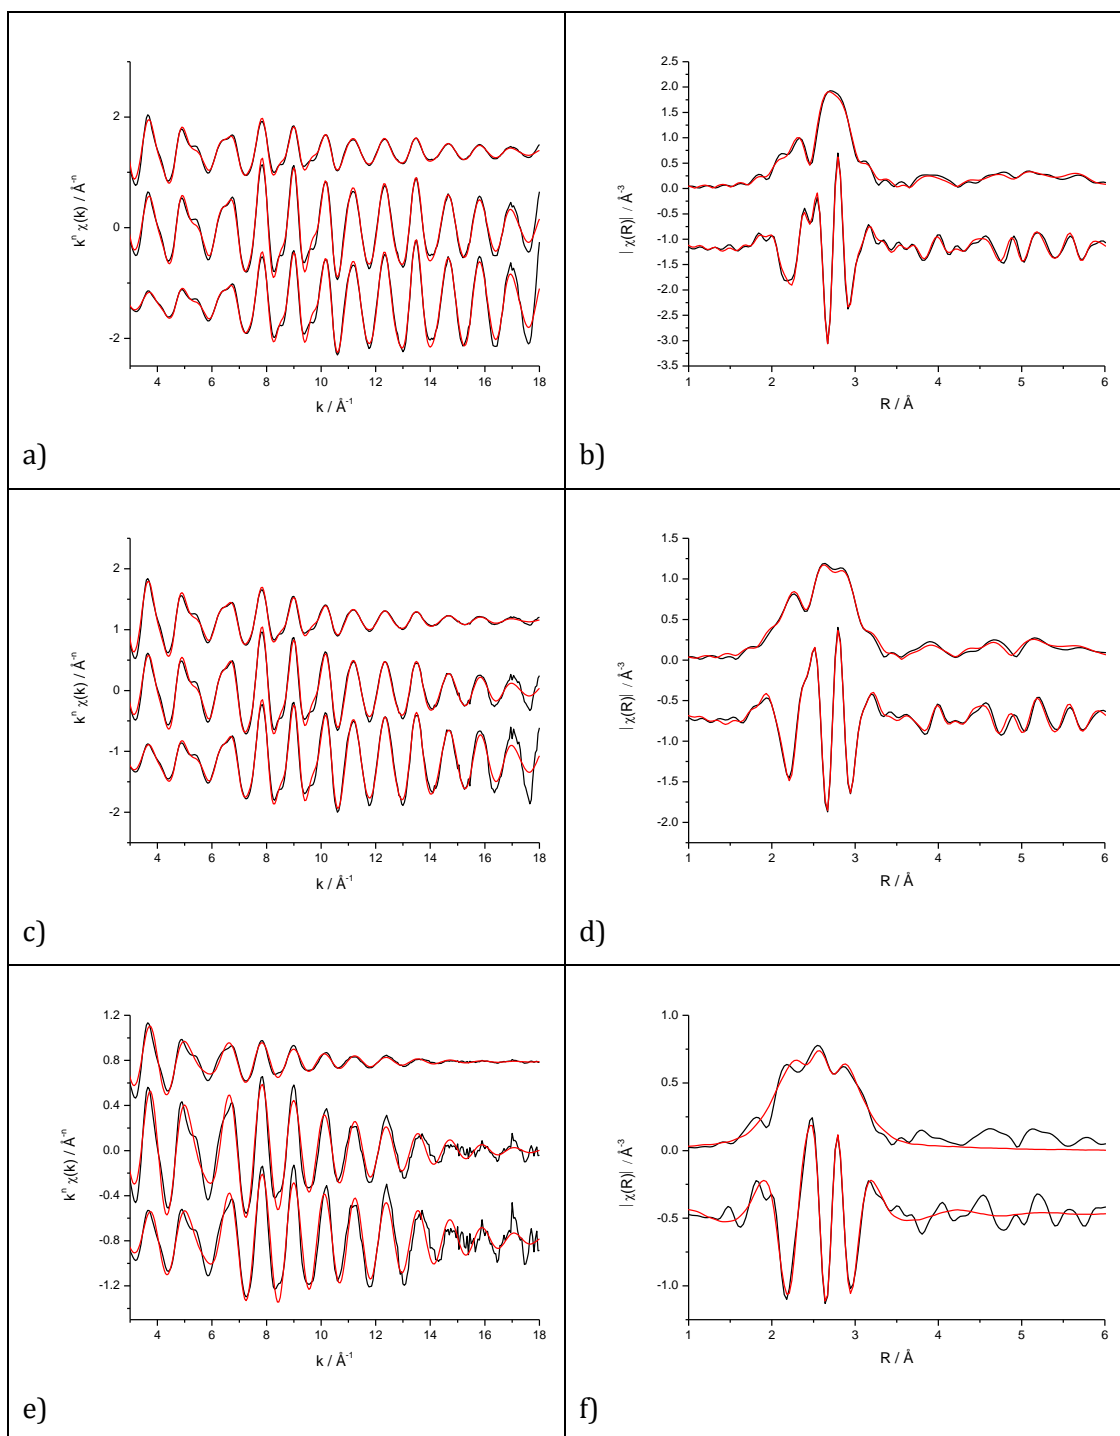 2
0
-2
kⁿ χ(k) / Å⁻ⁿ
4 6 8 10 12 14 16 18
k / Å⁻¹
a)
2.5
2.0
1.5
1.0
0.5
0.0
-0.5
-1.0
-1.5
-2.0
-2.5
-3.0
-3.5
| χ(R)| / Å⁻³
1 2 3 4 5 6
R / Å
b)
2
1
0
-1
-2
kⁿ χ(k) / Å⁻ⁿ
4 6 8 10 12 14 16 18
k / Å⁻¹
c)
1.5
1.0
0.5
0.0
-0.5
-1.0
-1.5
-2.0
| χ(R)| / Å⁻³
1 2 3 4 5 6
R / Å
d)
1.2
0.8
0.4
0.0
-0.4
-0.8
-1.2
kⁿ χ(k) / Å⁻ⁿ
4 6 8 10 12 14 16 18
k / Å⁻¹
e)
1.0
0.5
0.0
-0.5
-1.0
| χ(R)| / Å⁻³
1 2 3 4 5 6
R / Å
f)